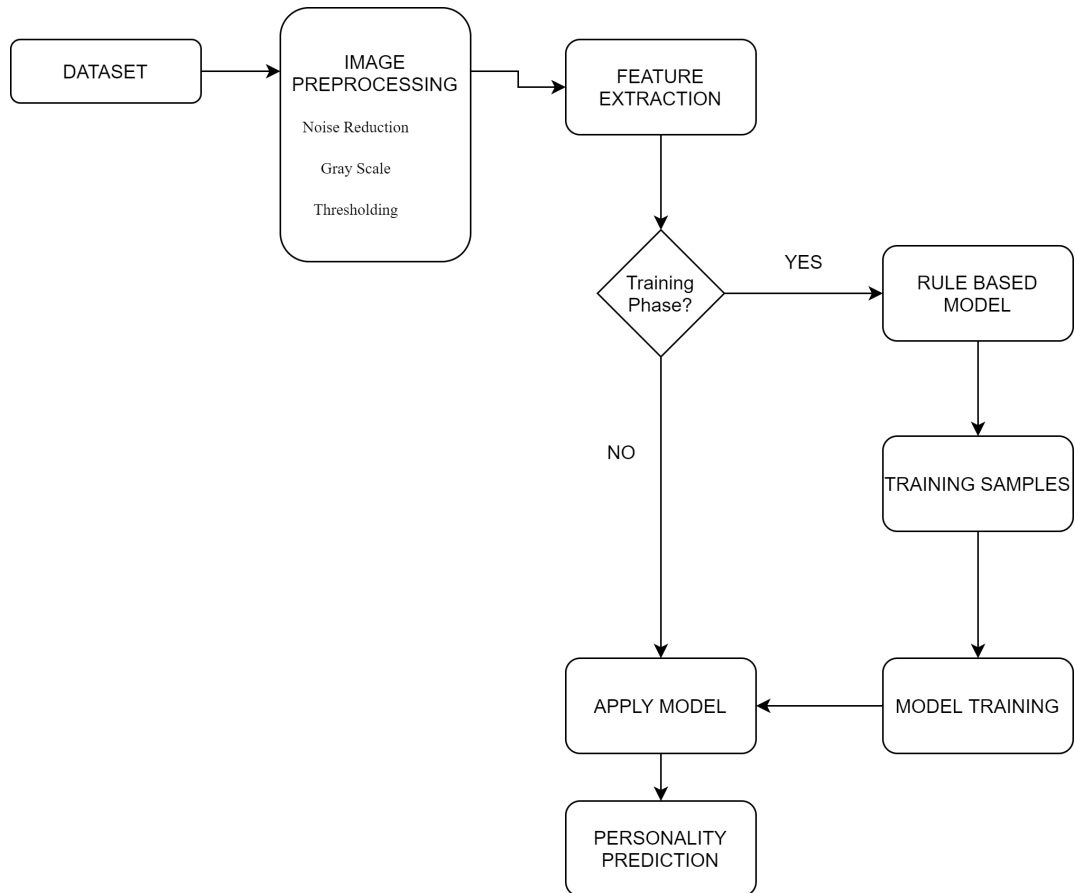 DATASET
IMAGE
PREPROCESSING
Noise Reduction
Gray Scale
Thresholding
FEATURE
EXTRACTION
Training
Phase?
YES
RULE BASED
MODEL
NO
TRAINING SAMPLES
APPLY MODEL
MODEL TRAINING
PERSONALITY
PREDICTION